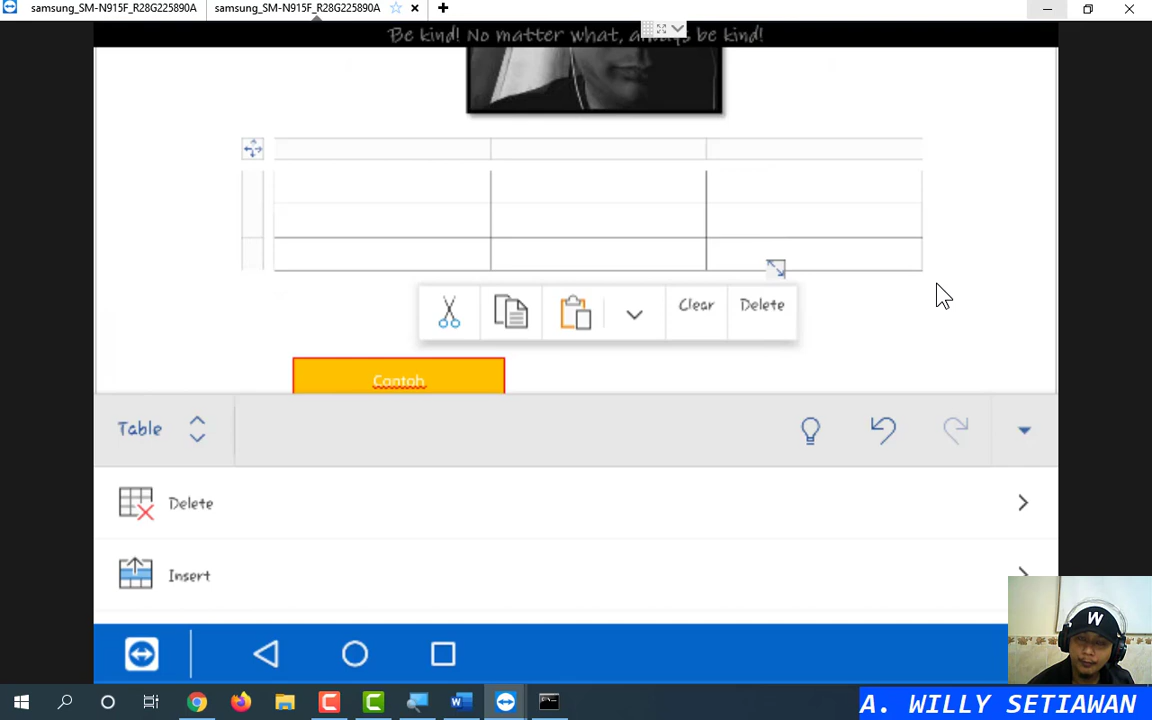 samsung_SM-N915F_R28G225890A
samsung_SM-N915F_R28G225890A
Be kind! No matter what, always be kind!
Clear
Delete
Contoh
Table
Delete
Insert
W
A. WILLY SETIAWAN